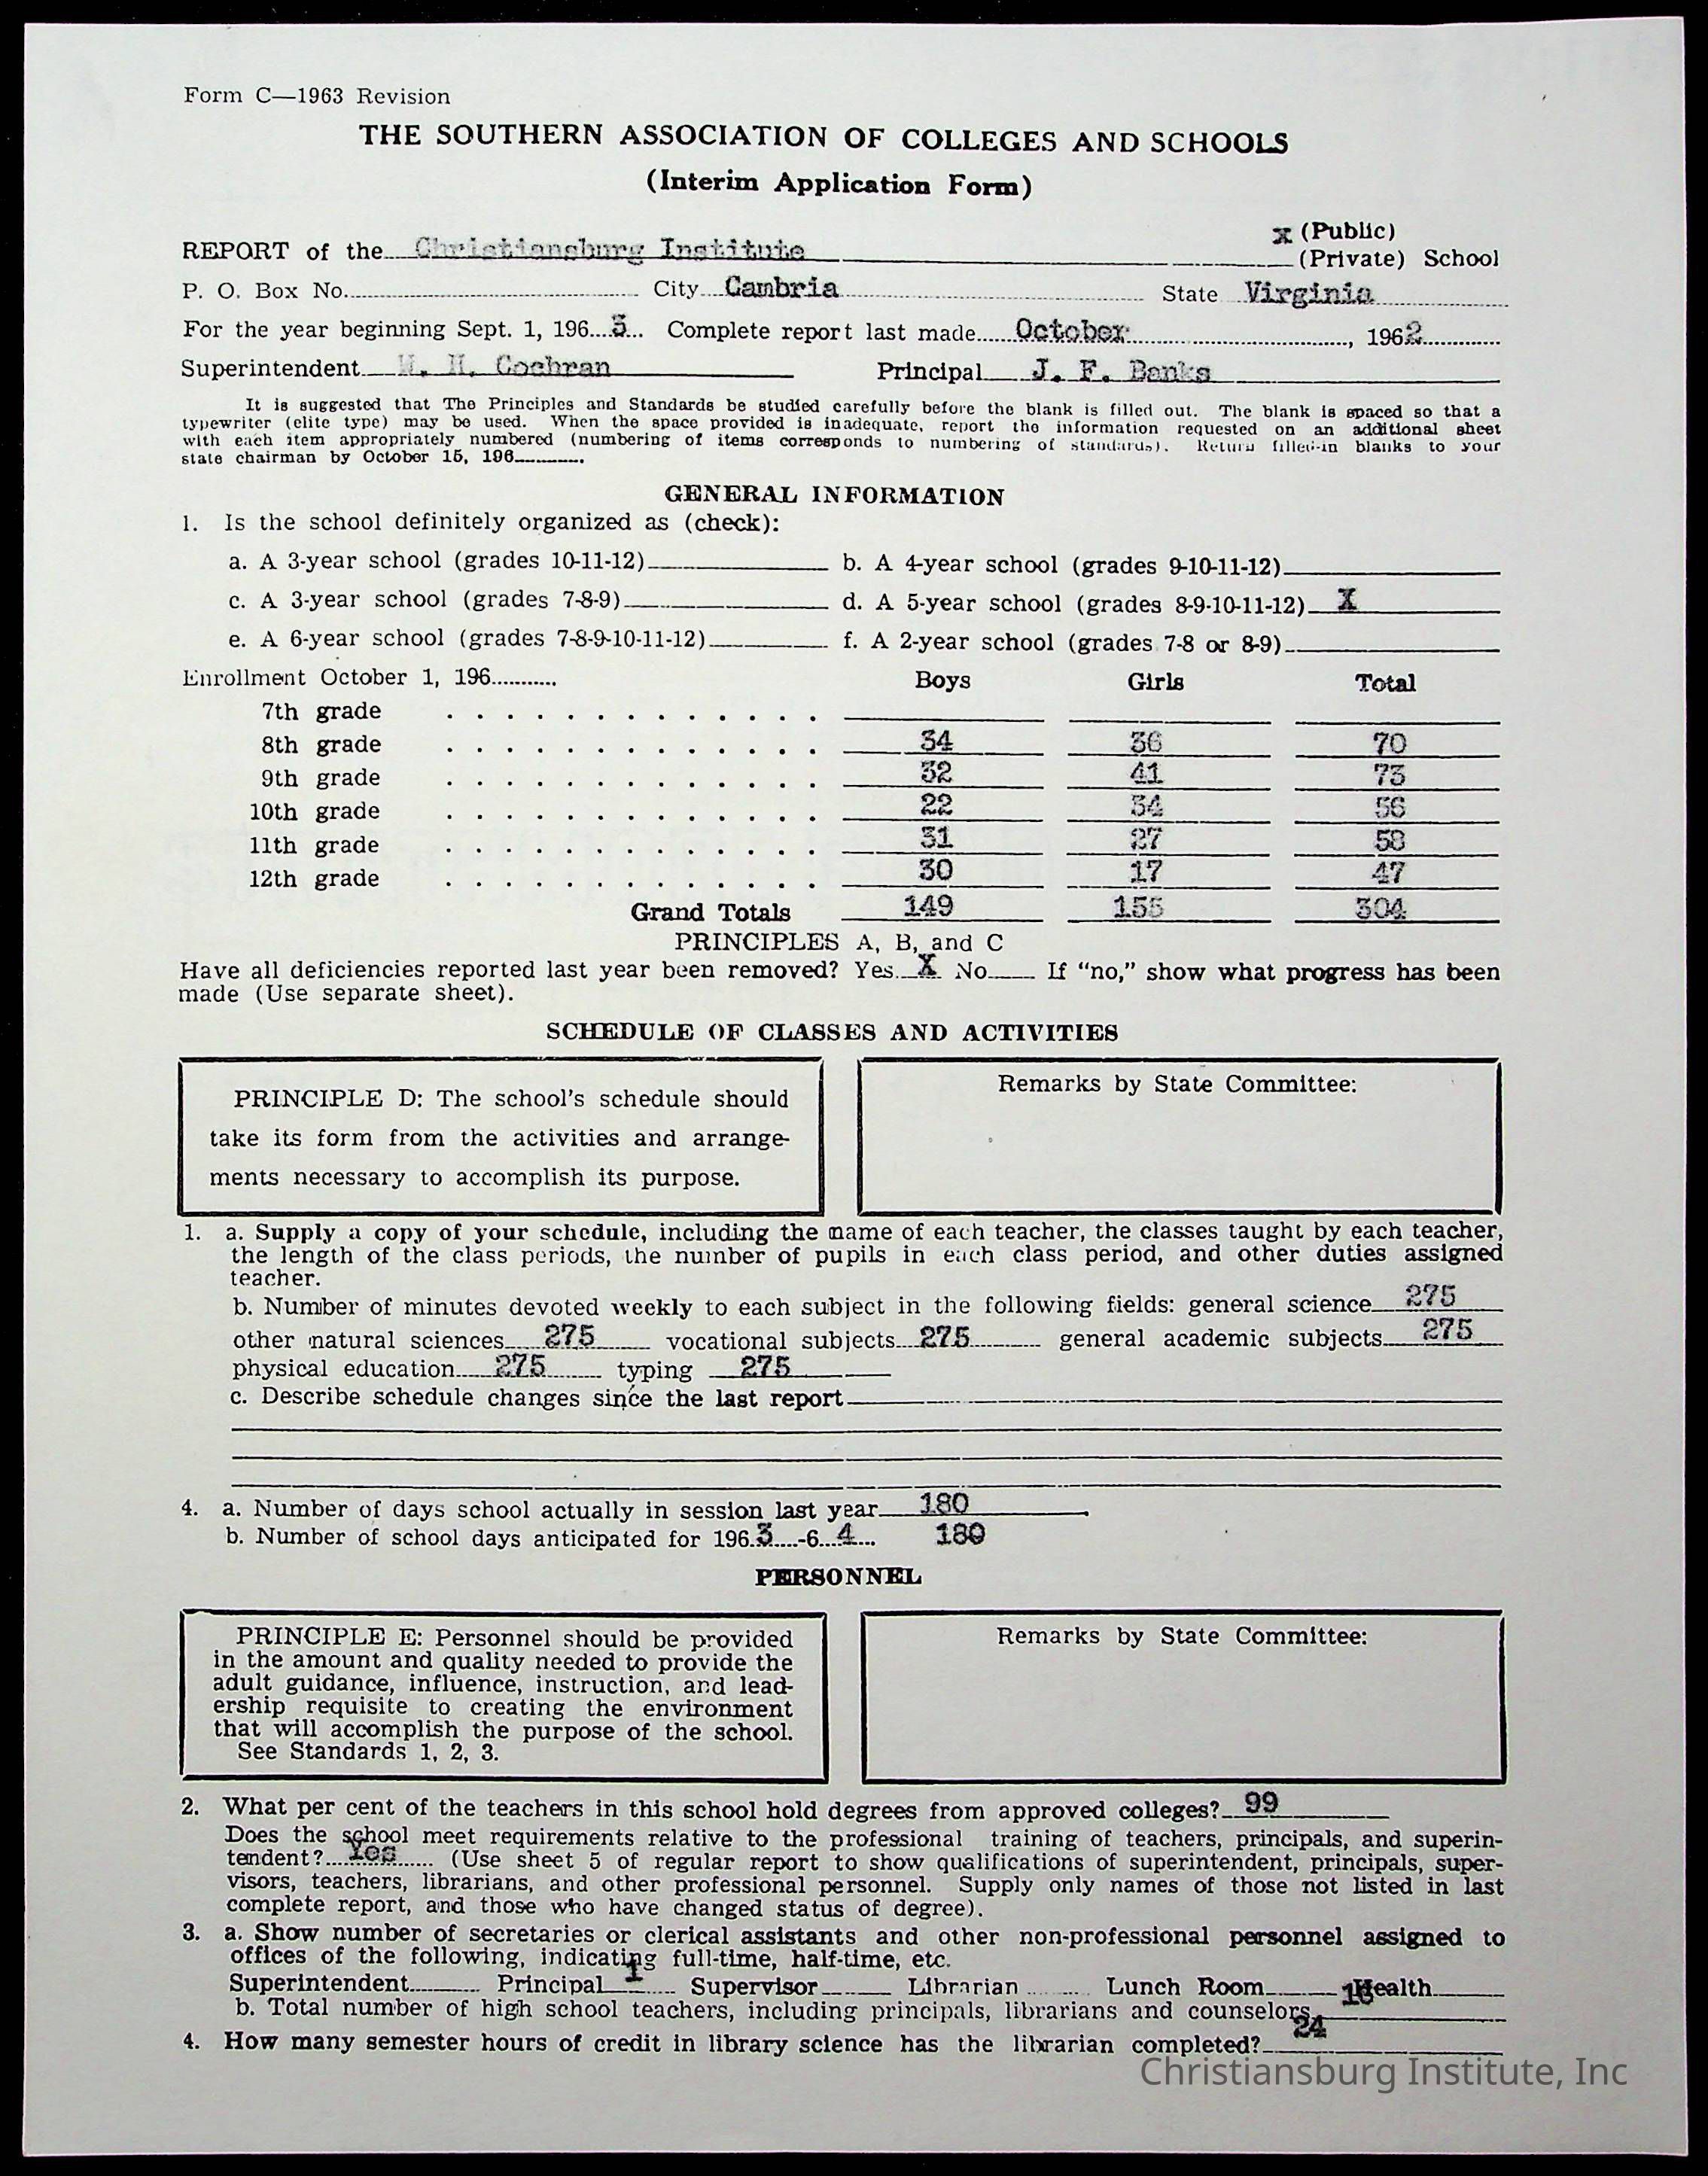 Form C—1963 Revision
THE SOUTHERN ASSOCIATION OF COLLEGES AND SCHOOLS
(Interim Application Form)
x (Public)
REPORT of the Christiansburg Institute (Private) School
P. O. Box No. City Cambria State Virginia
For the year beginning Sept. 1, 196 3 Complete report last made October, 1962
Superintendent W. H. Cochran Principal J. F. Banks
It is suggested that The Principles and Standards be studied carefully before the blank is filled out. The blank is spaced so that a
typewriter (elite type) may be used. When the space provided is inadequate, report the information requested on an additional sheet
with each item appropriately numbered (numbering of items corresponds to numbering of standards). Return filled-in blanks to your
state chairman by October 15, 196____.
GENERAL INFORMATION
1. Is the school definitely organized as (check):
a. A 3-year school (grades 10-11-12)____ b. A 4-year school (grades 9-10-11-12)____
c. A 3-year school (grades 7-8-9)____ d. A 5-year school (grades 8-9-10-11-12) X
e. A 6-year school (grades 7-8-9-10-11-12)____ f. A 2-year school (grades 7-8 or 8-9)____
Enrollment October 1, 196.... Boys Girls Total
7th grade
8th grade 34 36 70
9th grade 32 41 73
10th grade 22 34 56
11th grade 31 27 58
12th grade 30 17 47
Grand Totals 149 155 304
PRINCIPLES A, B, and C
Have all deficiencies reported last year been removed? Yes X No____ If “no,” show what progress has been
made (Use separate sheet).
SCHEDULE OF CLASSES AND ACTIVITIES
PRINCIPLE D: The school's schedule should
take its form from the activities and arrange-
ments necessary to accomplish its purpose.
Remarks by State Committee:
1. a. Supply a copy of your schedule, including the name of each teacher, the classes taught by each teacher,
the length of the class periods, the number of pupils in each class period, and other duties assigned
teacher.
b. Number of minutes devoted weekly to each subject in the following fields: general science 275
other natural sciences 275 vocational subjects 275 general academic subjects 275
physical education 275 typing 275
c. Describe schedule changes since the last report
4. a. Number of days school actually in session last year 180
b. Number of school days anticipated for 196 3 -6 4 180
PERSONNEL
PRINCIPLE E: Personnel should be provided
in the amount and quality needed to provide the
adult guidance, influence, instruction, and lead-
ership requisite to creating the environment
that will accomplish the purpose of the school.
See Standards 1, 2, 3.
Remarks by State Committee:
2. What per cent of the teachers in this school hold degrees from approved colleges? 99
Does the school meet requirements relative to the professional training of teachers, principals, and superin-
tendent? Yes (Use sheet 5 of regular report to show qualifications of superintendent, principals, super-
visors, teachers, librarians, and other professional personnel. Supply only names of those not listed in last
complete report, and those who have changed status of degree).
3. a. Show number of secretaries or clerical assistants and other non-professional personnel assigned to
offices of the following, indicating full-time, half-time, etc.
Superintendent____ Principal 1 Supervisor____ Librarian____ Lunch Room____ Health____
b. Total number of high school teachers, including principals, librarians and counselors
4. How many semester hours of credit in library science has the librarian completed? 24
Christiansburg Institute, Inc